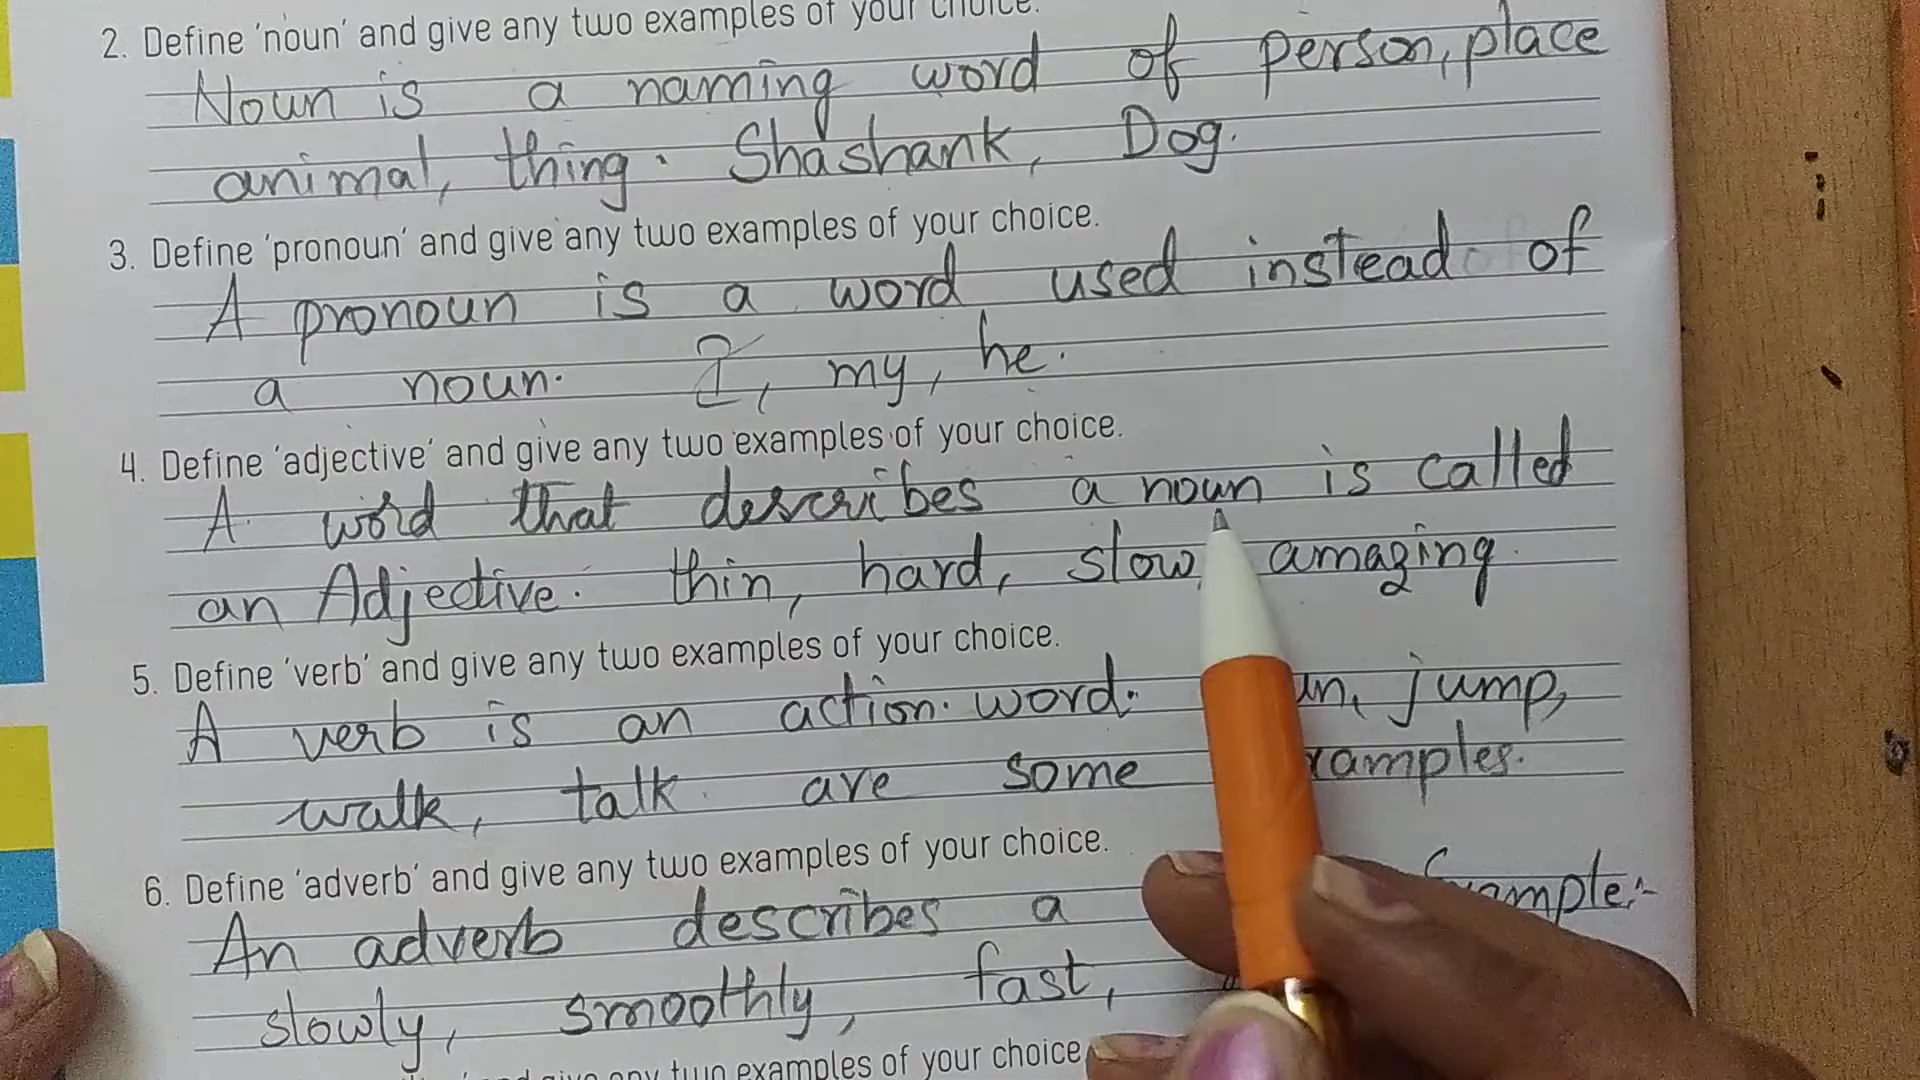 2. Define 'noun' and give any two examples of your choice.
Noun is a naming word of person, place
animal, thing. Shashank, Dog.
3. Define 'pronoun' and give any two examples of your choice.
A pronoun is a word used instead of
a noun. I, my, he.
4. Define 'adjective' and give any two examples of your choice.
A word that describes a noun is called
an Adjective. thin, hard, slow, amazing.
5. Define 'verb' and give any two examples of your choice.
A verb is an action word. jump,
walk, talk are some
6. Define 'adverb' and give any two examples of your choice.
An adverb describes a
slowly, smoothly, fast,
any two examples of your choice